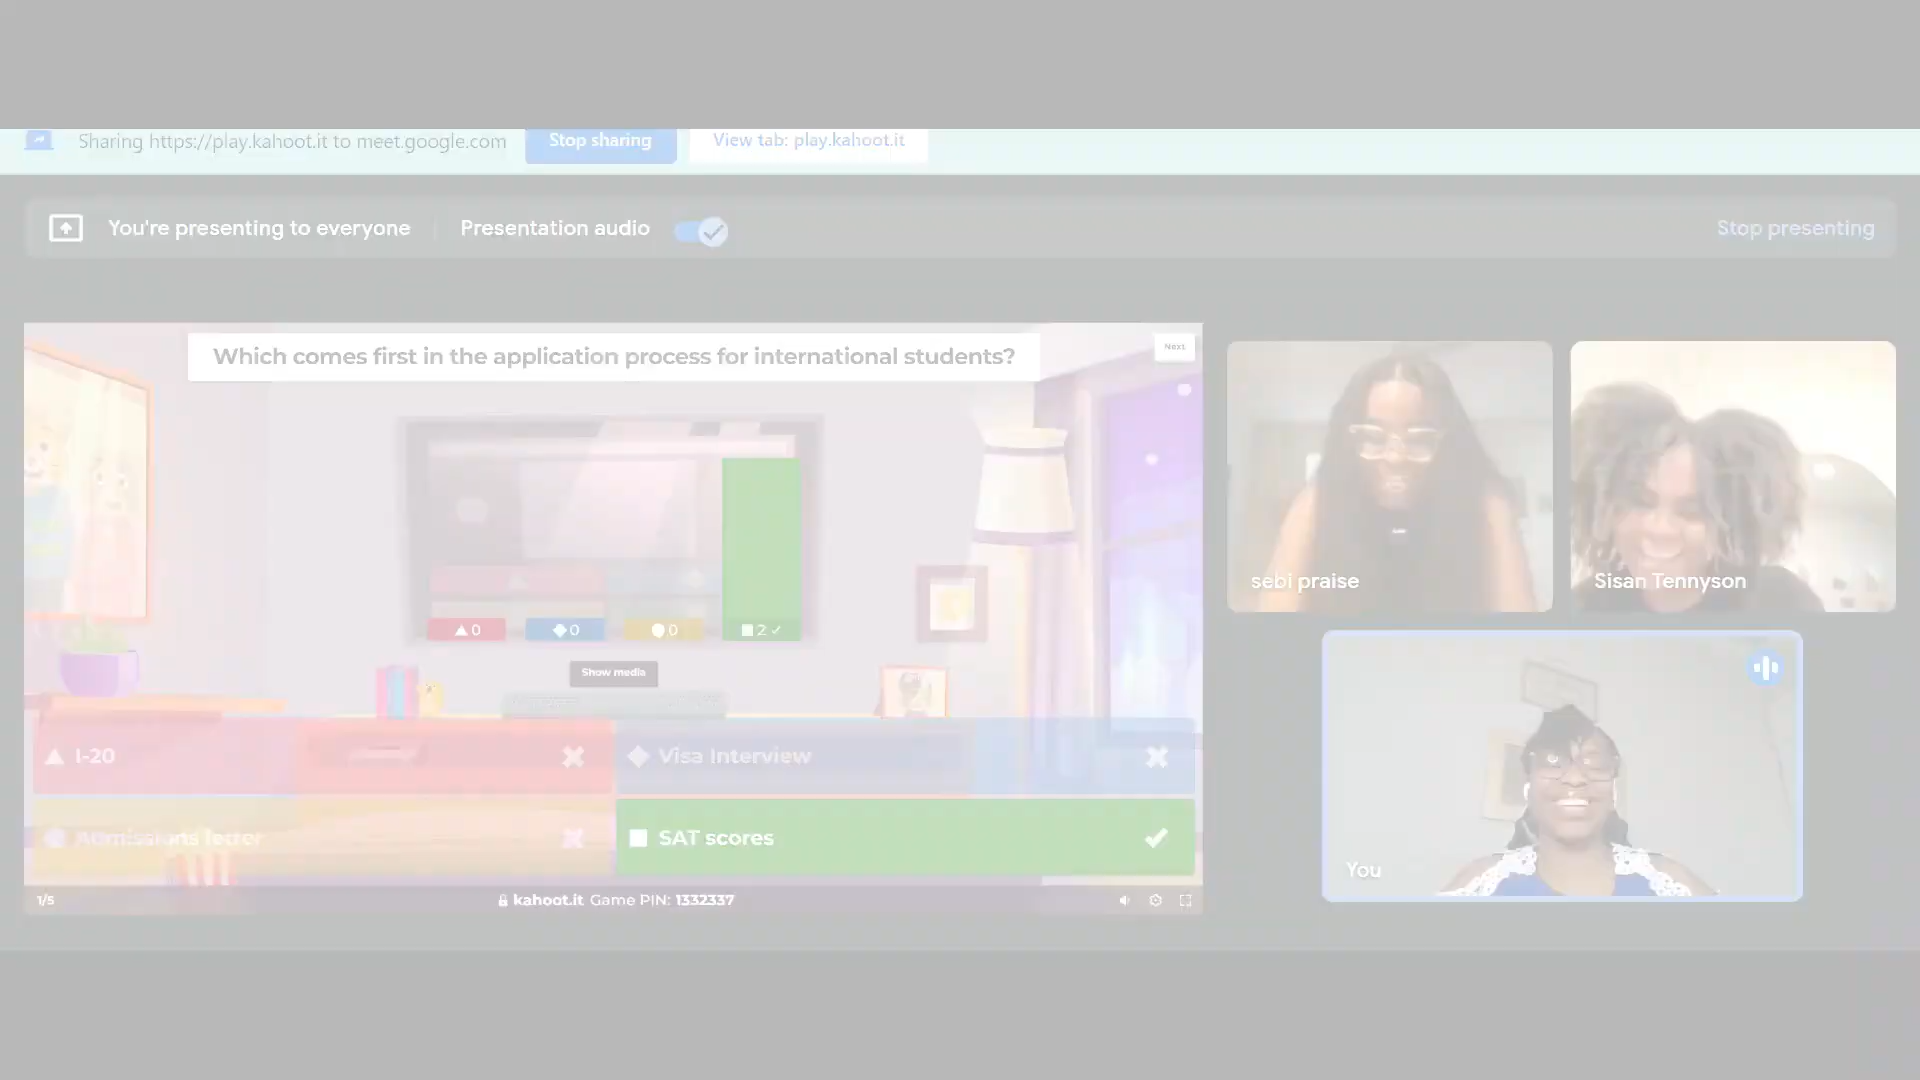 Sharing https://play.kahoot.it to meet.google.com
Stop sharing
View tab: play.kahoot.it
You're presenting to everyone
Presentation audio
Stop presenting
Which comes first in the application process for international students?
Next
0
0
0
2
Show media
I-20
Visa Interview
Admissions letter
SAT scores
1/5
kahoot.it Game PIN: 1332337
sebi praise
Sisan Tennyson
You